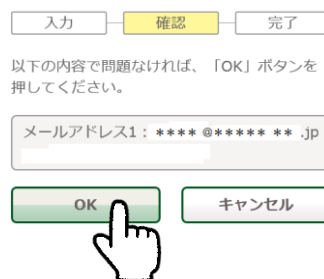 入力
確認
完了
以下の内容で問題なければ、「OK」ボタンを
押してください。
メールアドレス1：**** @***** ** .jp
OK
キャンセル